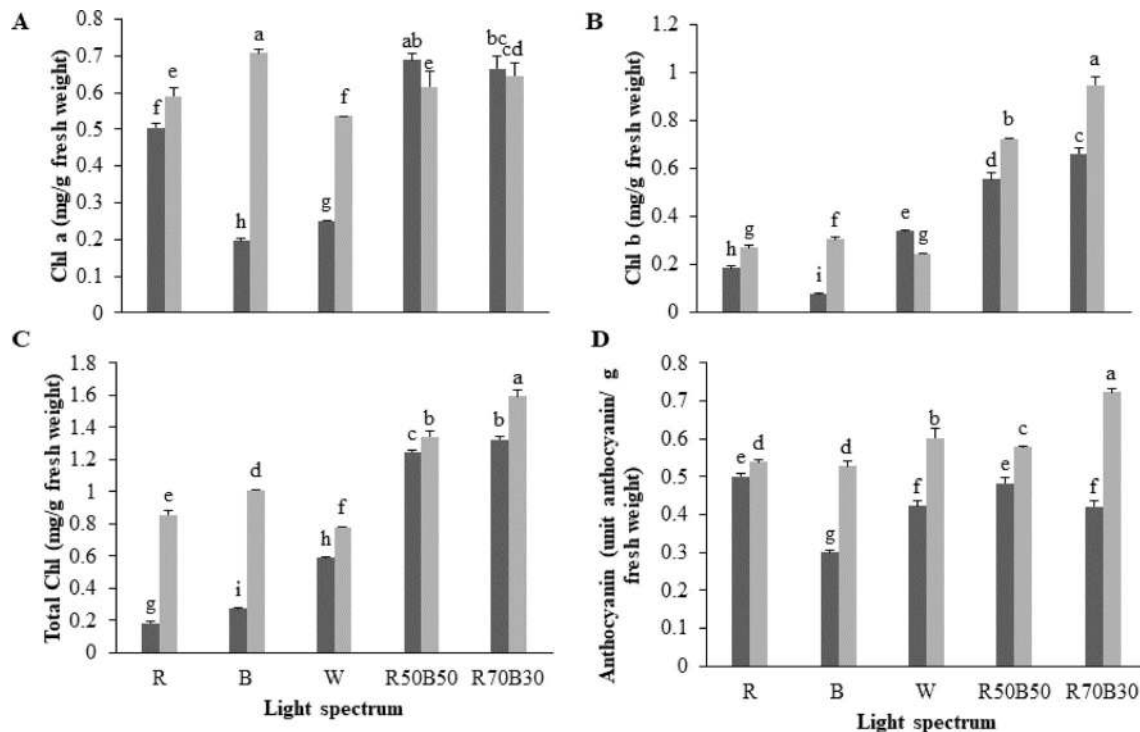 A
Chl a (mg/g fresh weight)
0.8
0.7
0.6
0.5
0.4
0.3
0.2
0.1
0
f e
h a
g f
ab e
bc cd
B
Chl b (mg/g fresh weight)
1.2
1
0.8
0.6
0.4
0.2
0
h g
i f
e g
d b
c a
C
Total Chl (mg/g fresh weight)
1.8
1.6
1.4
1.2
1
0.8
0.6
0.4
0.2
0
g e
i d
h f
c b
b a
R B W R50B50 R70B30
Light spectrum
D
Anthocyanin (unit anthocyanin/ g
fresh weight)
0.8
0.7
0.6
0.5
0.4
0.3
0.2
0.1
0
e d
g d
f b
e c
f a
R B W R50B50 R70B30
Light spectrum